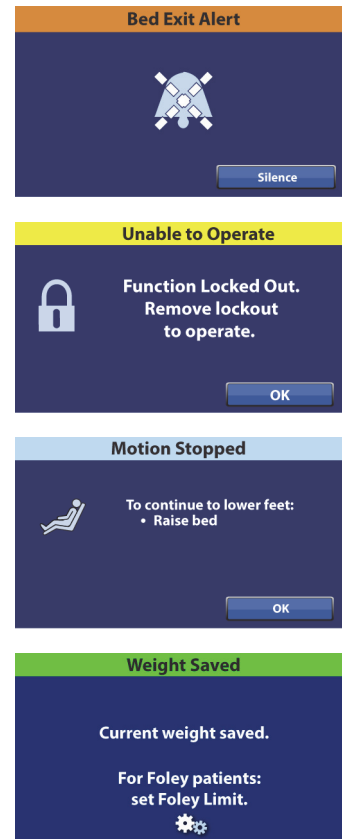 Bed Exit Alert
Silence
Unable to Operate
Function Locked Out.
Remove lockout
to operate.
OK
Motion Stopped
To continue to lower feet:
• Raise bed
OK
Weight Saved
Current weight saved.
For Foley patients:
set Foley Limit.